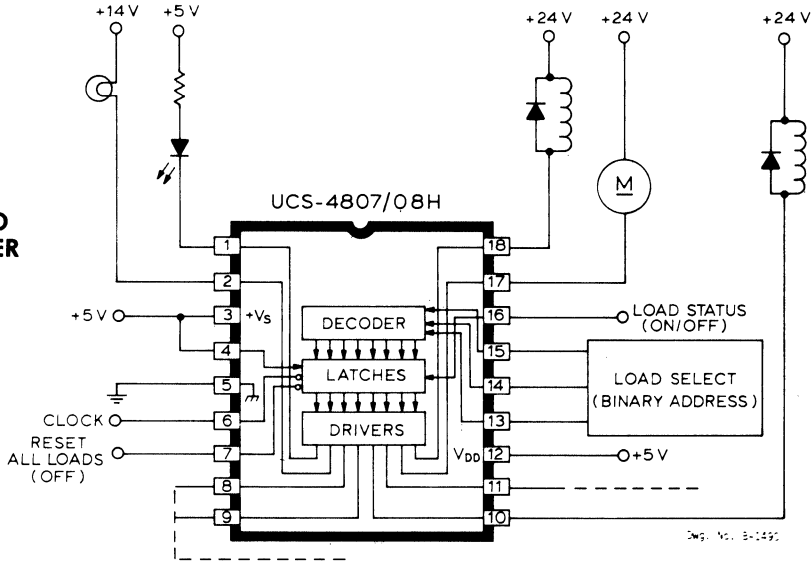 +14 V
+5 V
+24 V
+24 V
+24 V
M
UCS-4807/08H
1
2
3
4
5
6
7
8
9
18
17
16
15
14
13
12
11
10
+5 V
+VS
DECODER
LATCHES
DRIVERS
VDD
CLOCK
RESET
ALL LOADS
(OFF)
LOAD STATUS
(ON/OFF)
LOAD SELECT
(BINARY ADDRESS)
+5 V
ER
Dwg. No.